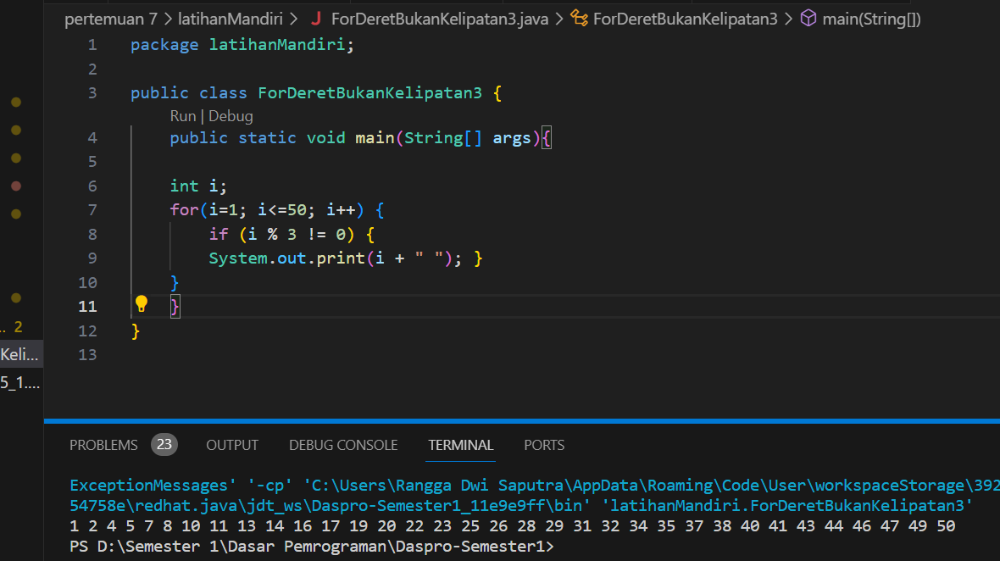 pertemuan 7 > latihanMandiri > J ForDeretBukanKelipatan3.java > ForDeretBukanKelipatan3 > main(String[])
1 package latihanMandiri;
2
3 public class ForDeretBukanKelipatan3 {
Run | Debug
4 public static void main(String[] args){
5
6 int i;
7 for(i=1; i<=50; i++) {
8 if (i % 3 != 0) {
9 System.out.print(i + " "); }
10 }
11 }
12 }
13
.. 2
Keli...
5_1....
PROBLEMS 23 OUTPUT DEBUG CONSOLE TERMINAL PORTS
ExceptionMessages' '-cp' 'C:\Users\Rangga Dwi Saputra\AppData\Roaming\Code\User\workspaceStorage\392
54758e\redhat.java\jdt_ws\Daspro-Semester1_11e9e9ff\bin' 'latihanMandiri.ForDeretBukanKelipatan3'
1 2 4 5 7 8 10 11 13 14 16 17 19 20 22 23 25 26 28 29 31 32 34 35 37 38 40 41 43 44 46 47 49 50
PS D:\Semester 1\Dasar Pemrograman\Daspro-Semester1>